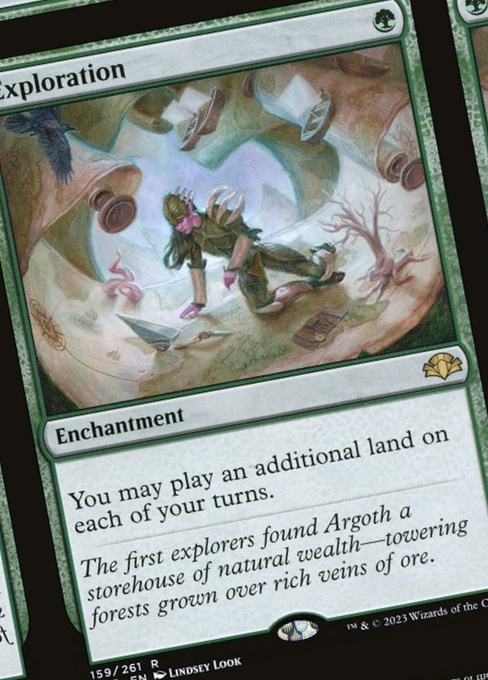 Exploration
Enchantment
You may play an additional land on
each of your turns.
The first explorers found Argoth a
storehouse of natural wealth—towering
forests grown over rich veins of ore.
™ & © 2023 Wizards of the C
159/261 R
EN LINDSEY LOOK